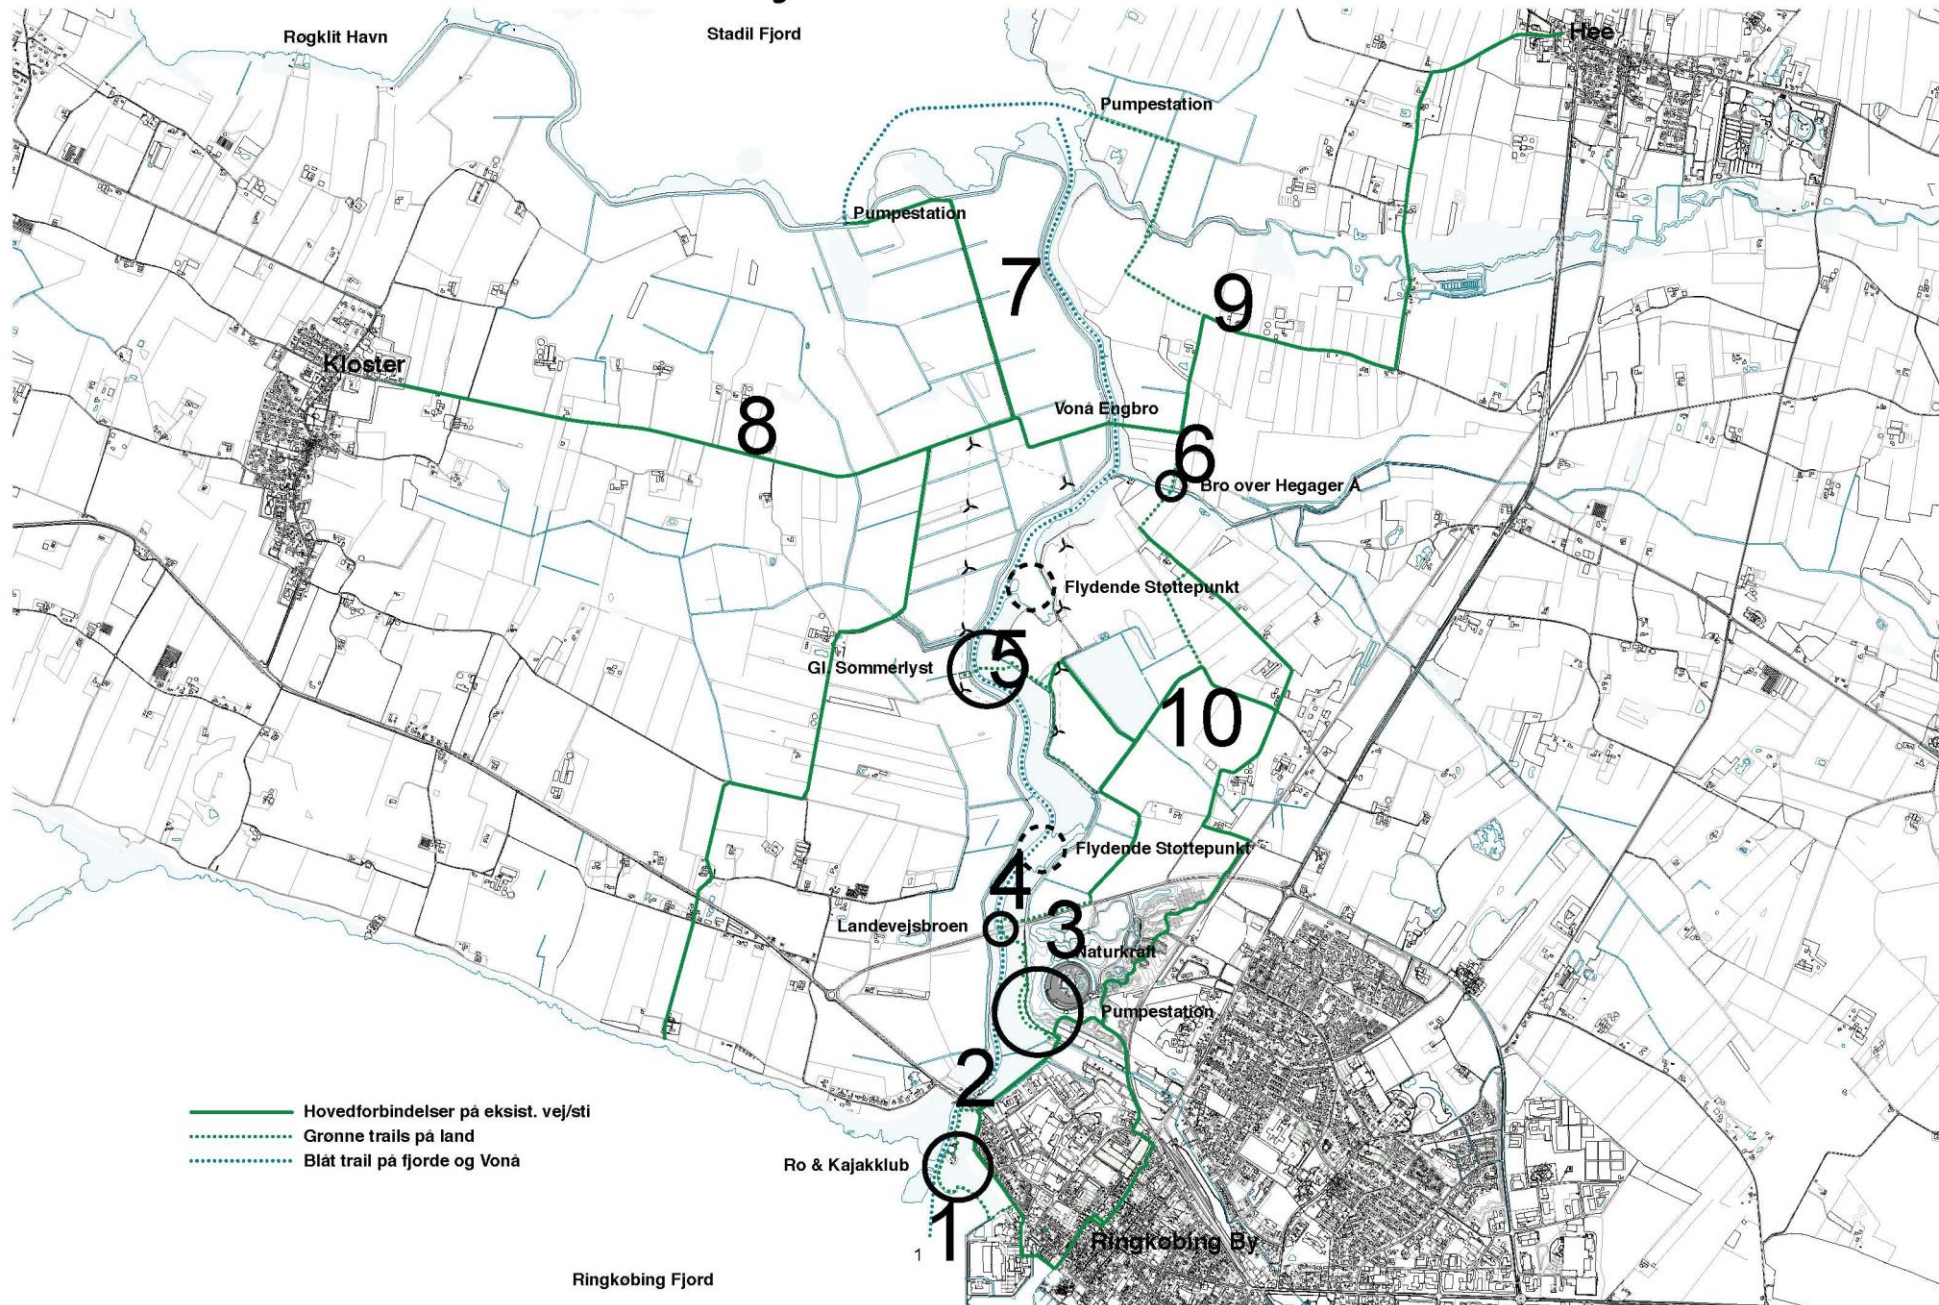 Røgklit Havn
Stadil Fjord
Hee
Pumpestation
Pumpestation
7
9
Kloster
8
Vonå Engbro
6
Bro over Hegager Å
Flydende Støttepunkt
5
Gl. Sommerlyst
10
Flydende Støttepunkt
4
Landevejsbroen
3
Naturkraft
Pumpestation
2
Hovedforbindelser på eksist. vej/sti
Grønne trails på land
Blåt trail på fjorde og Vonå
Ro & Kajakklub
1
Ringkøbing By
1
Ringkøbing Fjord